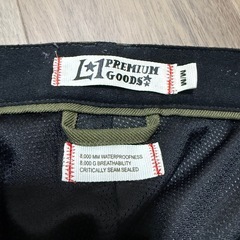 L1 PREMIUM
GOODS
M/M
8,000 MM WATERPROOFNESS
8,000 G BREATHABILITY
CRITICALLY SEAM SEALED